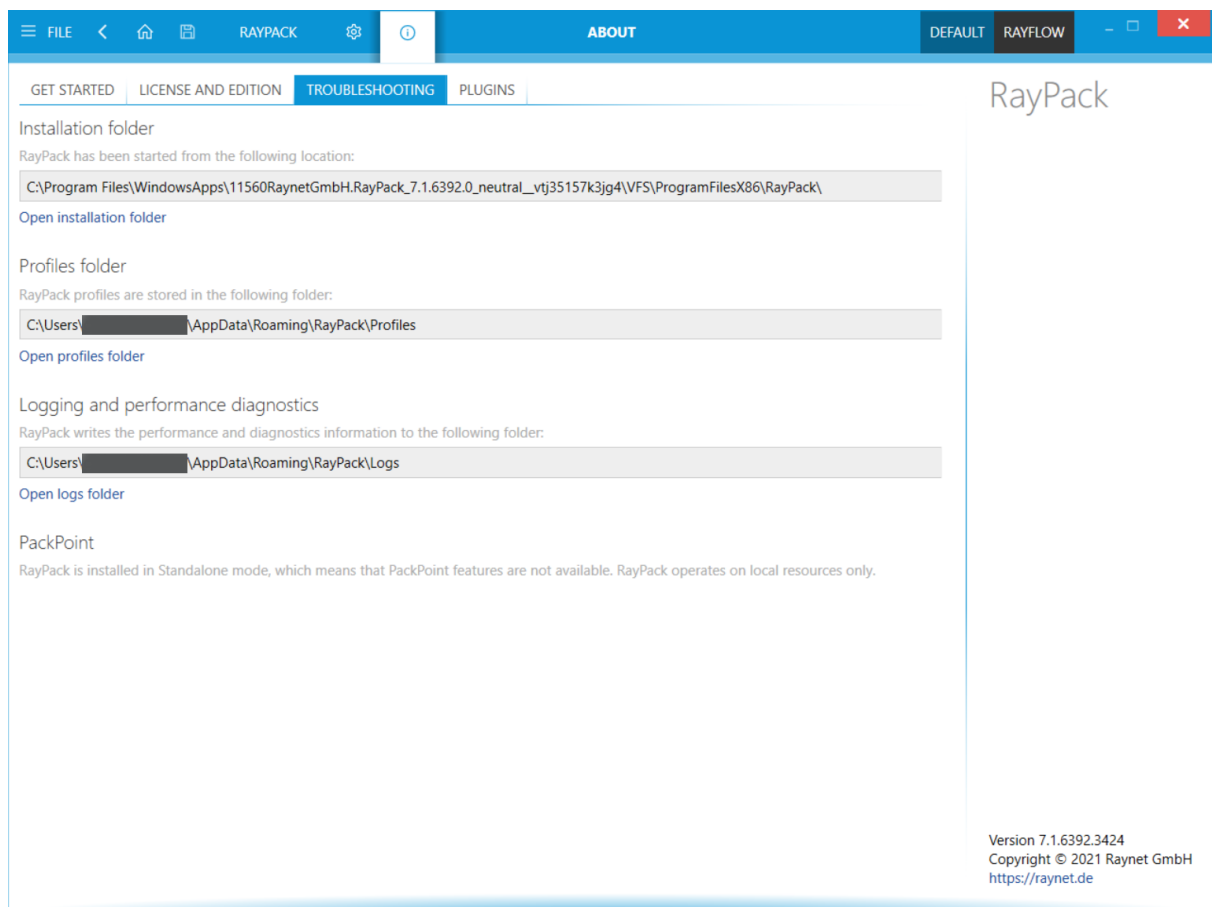 FILE RAYPACK ABOUT DEFAULT RAYFLOW
GET STARTED LICENSE AND EDITION TROUBLESHOOTING PLUGINS
RayPack
Installation folder
RayPack has been started from the following location:
C:\Program Files\WindowsApps\11560RaynetGmbH.RayPack_7.1.6392.0_neutral__vtj35157k3jg4\VFS\ProgramFilesX86\RayPack\
Open installation folder
Profiles folder
RayPack profiles are stored in the following folder:
C:\Users\ \AppData\Roaming\RayPack\Profiles
Open profiles folder
Logging and performance diagnostics
RayPack writes the performance and diagnostics information to the following folder:
C:\Users\ \AppData\Roaming\RayPack\Logs
Open logs folder
PackPoint
RayPack is installed in Standalone mode, which means that PackPoint features are not available. RayPack operates on local resources only.
Version 7.1.6392.3424
Copyright © 2021 Raynet GmbH
https://raynet.de